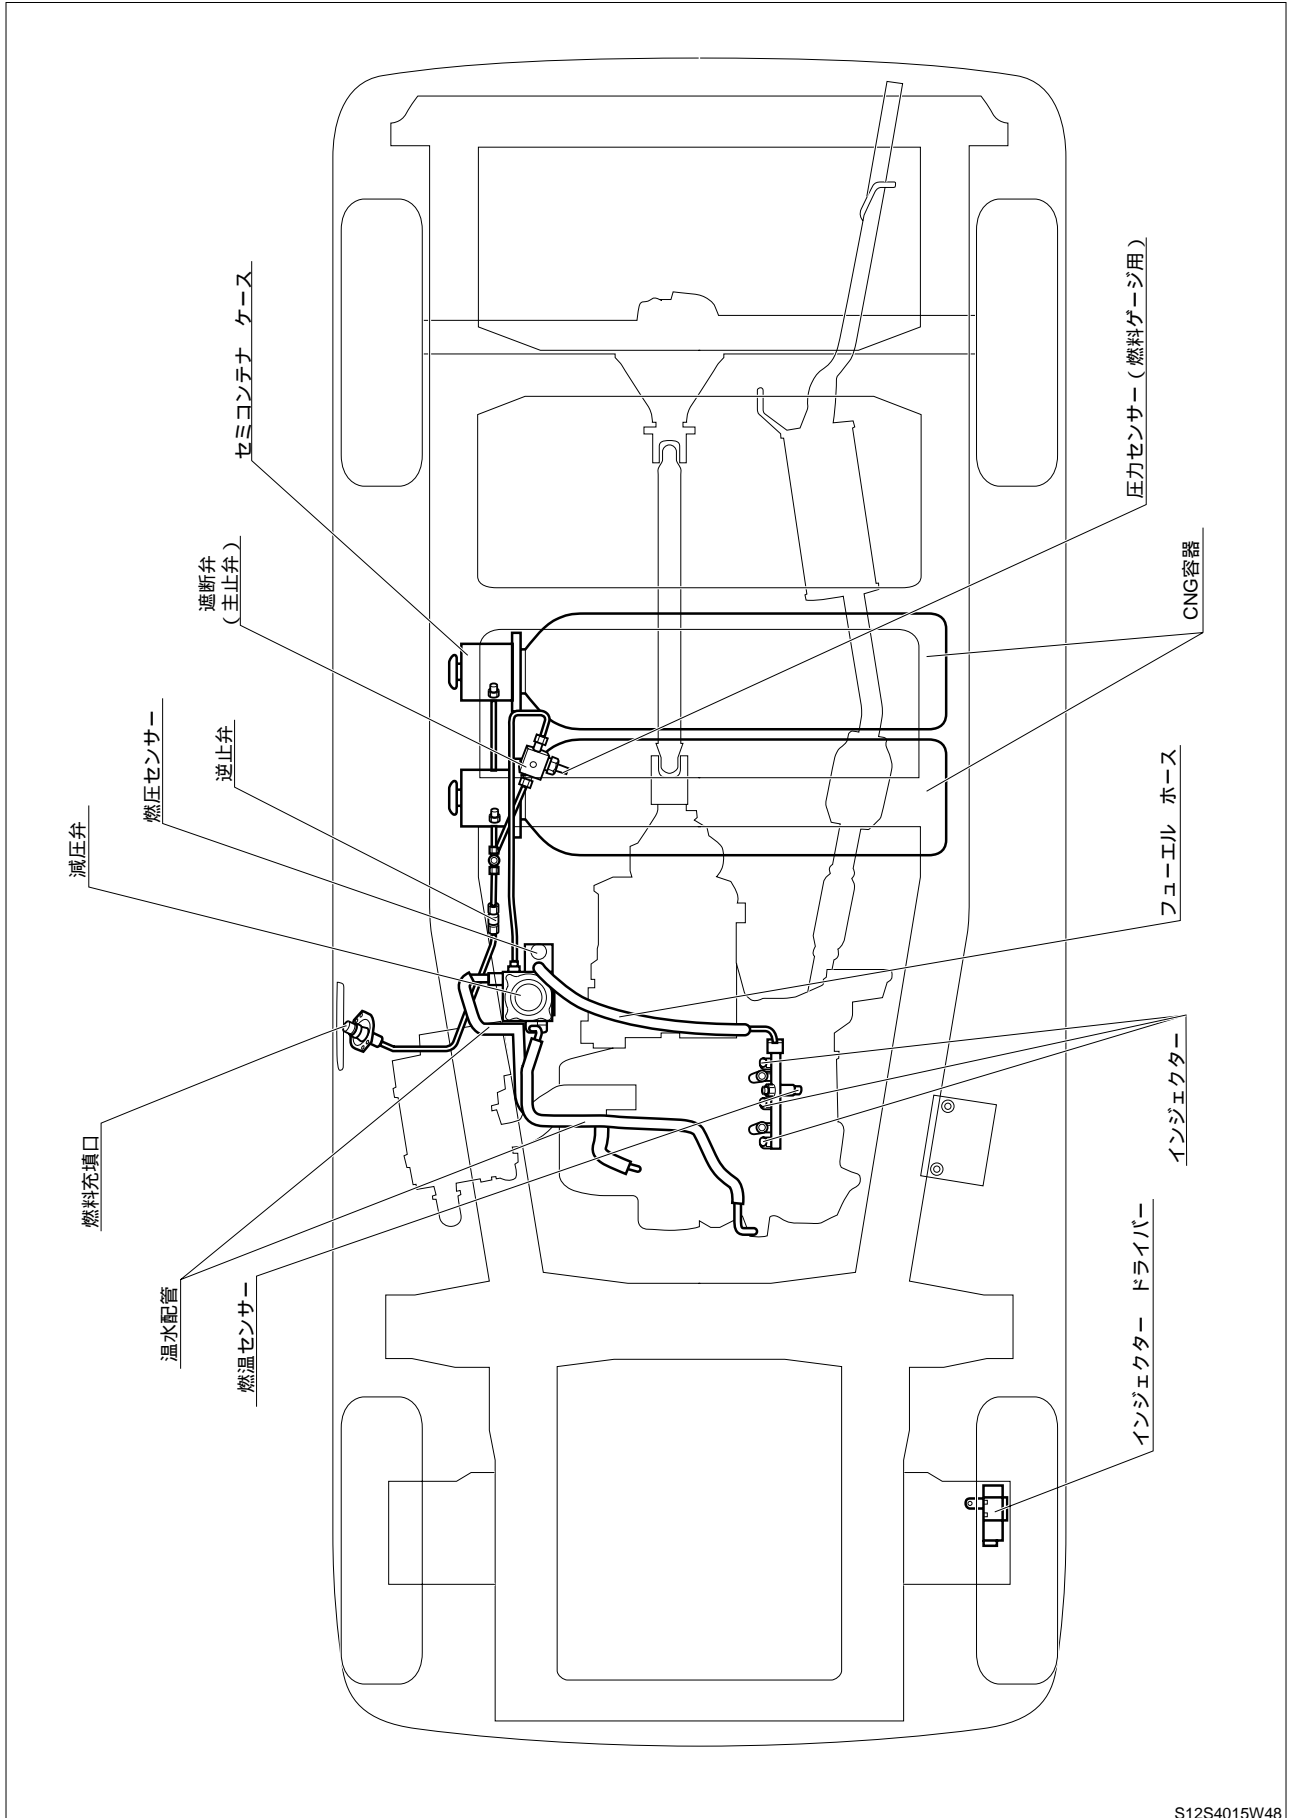 セミコンテナ ケース
遮断弁
(主止弁)
逆止弁
燃圧センサー
減圧弁
燃料充填口
温水配管
燃温センサー
圧力センサー(燃料ゲージ用)
CNG容器
フューエル ホース
インジェクター
インジェクター ドライバー
S12S4015W48